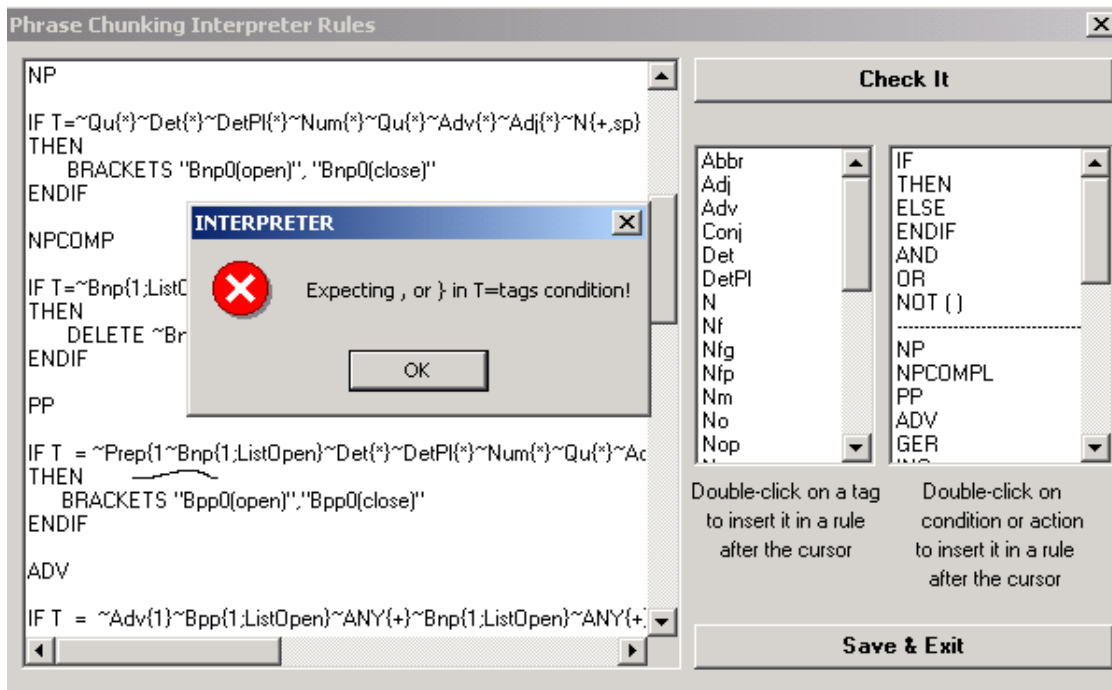 Phrase Chunking Interpreter Rules
NP
IF T=~Qu{*}~Det{*}~DetPl{*}~Num{*}~Qu{*}~Adv{*}~Adj{*}~N{+,sp}
THEN
BRACKETS "Bnp0(open)", "Bnp0(close)"
ENDIF
NPCOMP
IF T=~Bnp{1;ListO
THEN
DELETE ~Br
ENDIF
PP
IF T = ~Prep{1~Bnp{1;ListOpen}~Det{*}~DetPl{*}~Num{*}~Qu{*}~Ad
THEN
BRACKETS "Bpp0(open)","Bpp0(close)"
ENDIF
ADV
IF T = ~Adv{1}~Bpp{1;ListOpen}~ANY{+}~Bnp{1;ListOpen}~ANY{+}
INTERPRETER
Expecting , or } in T=tags condition!
OK
Check It
Abbr
Adj
Adv
Conj
Det
DetPl
N
Nf
Nfg
Nfp
Nm
No
Nop
IF
THEN
ELSE
ENDIF
AND
OR
NOT ( )
NP
NPCOMPL
PP
ADV
GER
Double-click on a tag
to insert it in a rule
after the cursor
Double-click on
condition or action
to insert it in a rule
after the cursor
Save & Exit